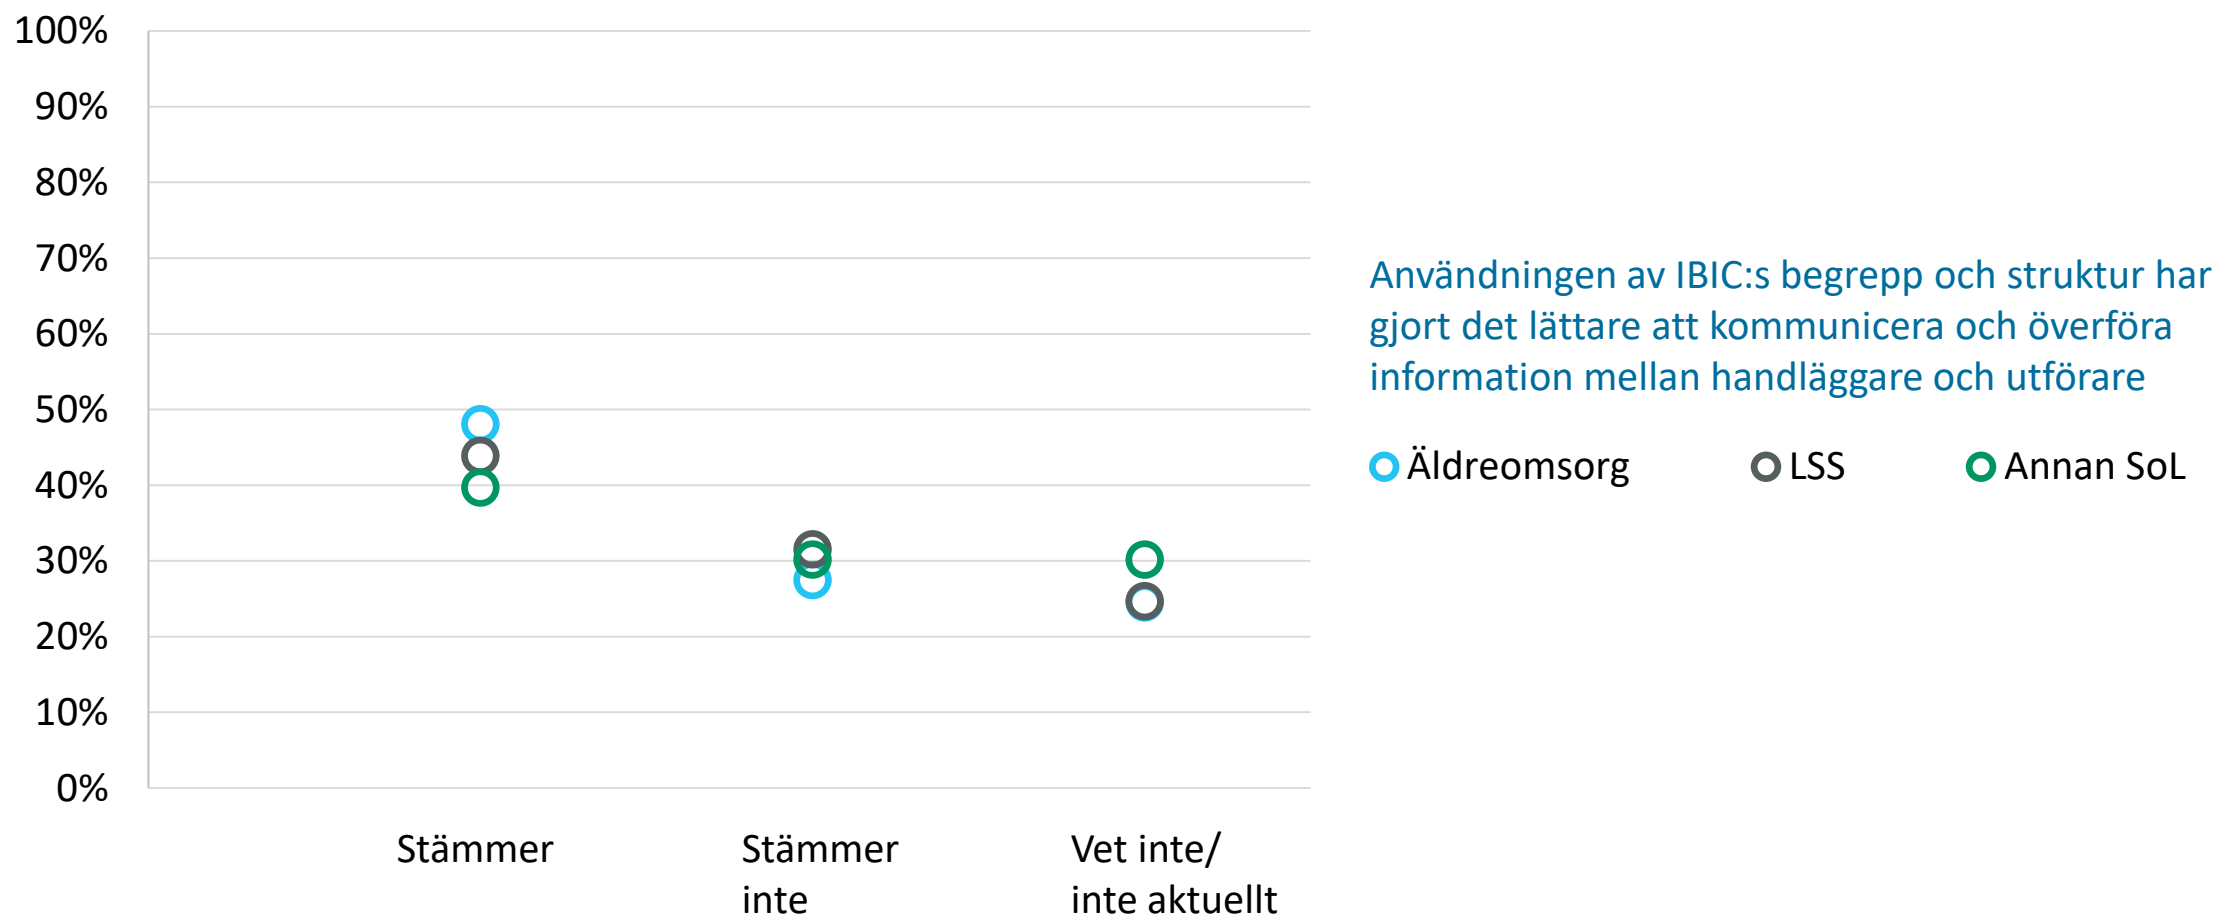 100%
90%
80%
70%
60%
50%
40%
30%
20%
10%
0%
Stämmer
Stämmer
inte
Vet inte/
inte aktuellt
Användningen av IBIC:s begrepp och struktur har
gjort det lättare att kommunicera och överföra
information mellan handläggare och utförare
Äldreomsorg LSS Annan SoL